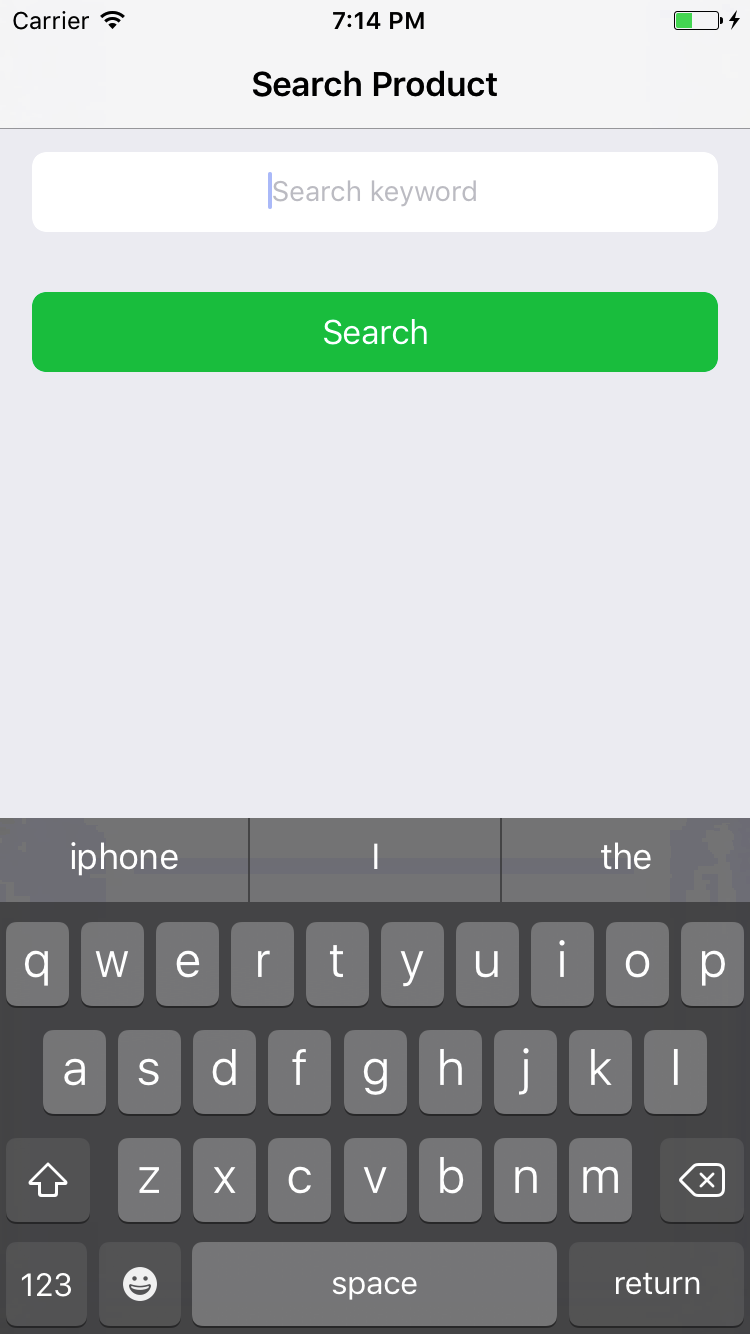 Carrier 7:14 PM
Search Product
Search keyword
Search
iphone I the
q w e r t y u i o p
a s d f g h j k l
z x c v b n m
123 space return